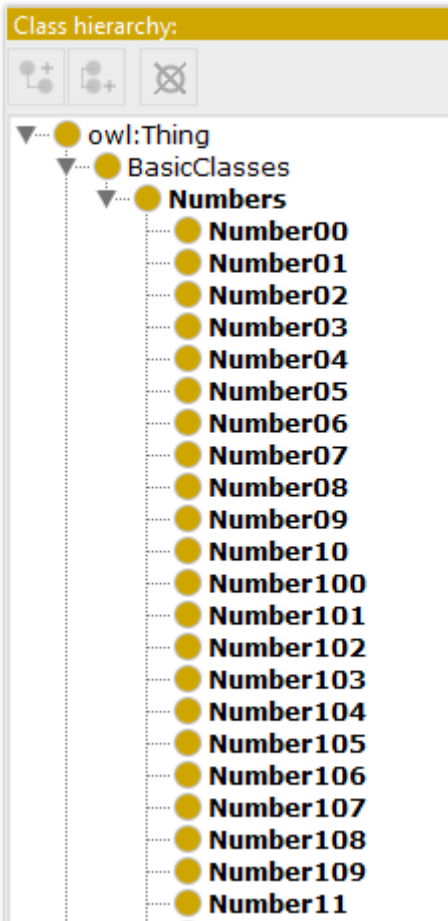 Class hierarchy:
owl:Thing
BasicClasses
Numbers
Number00
Number01
Number02
Number03
Number04
Number05
Number06
Number07
Number08
Number09
Number10
Number100
Number101
Number102
Number103
Number104
Number105
Number106
Number107
Number108
Number109
Number11